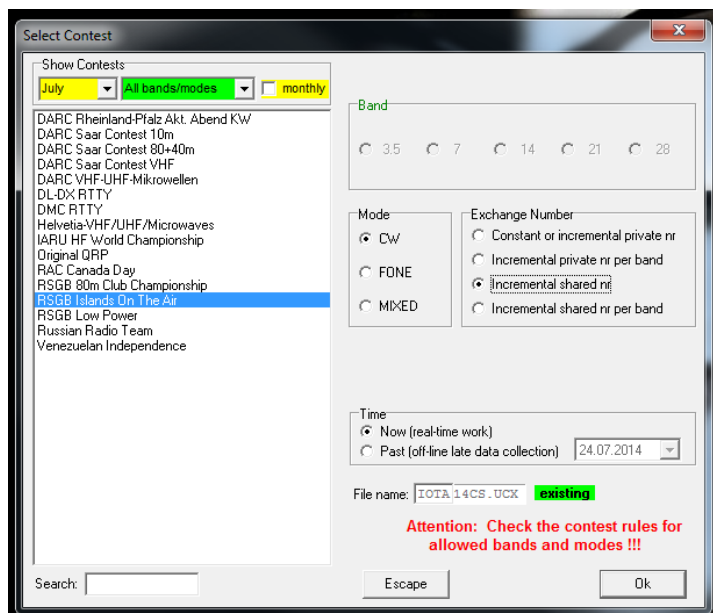 Select Contest
Show Contests
July All bands/modes monthly
DARC Rheinland-Pfalz Akt. Abend KW
DARC Saar Contest 10m
DARC Saar Contest 80+40m
DARC Saar Contest VHF
DARC VHF-UHF-Mikrowellen
DL-DX RTTY
DMC RTTY
Helvetia-VHF/UHF/Microwaves
IARU HF World Championship
Original QRP
RAC Canada Day
RSGB 80m Club Championship
RSGB Islands On The Air
RSGB Low Power
Russian Radio Team
Venezuelan Independence
Search:
Band
3.5 7 14 21 28
Mode
CW
FONE
MIXED
Exchange Number
Constant or incremental private nr
Incremental private nr per band
Incremental shared nr
Incremental shared nr per band
Time
Now (real-time work)
Past (off-line late data collection) 24.07.2014
File name: IOTA 14CS.UCX existing
Attention: Check the contest rules for
allowed bands and modes !!!
Escape Ok